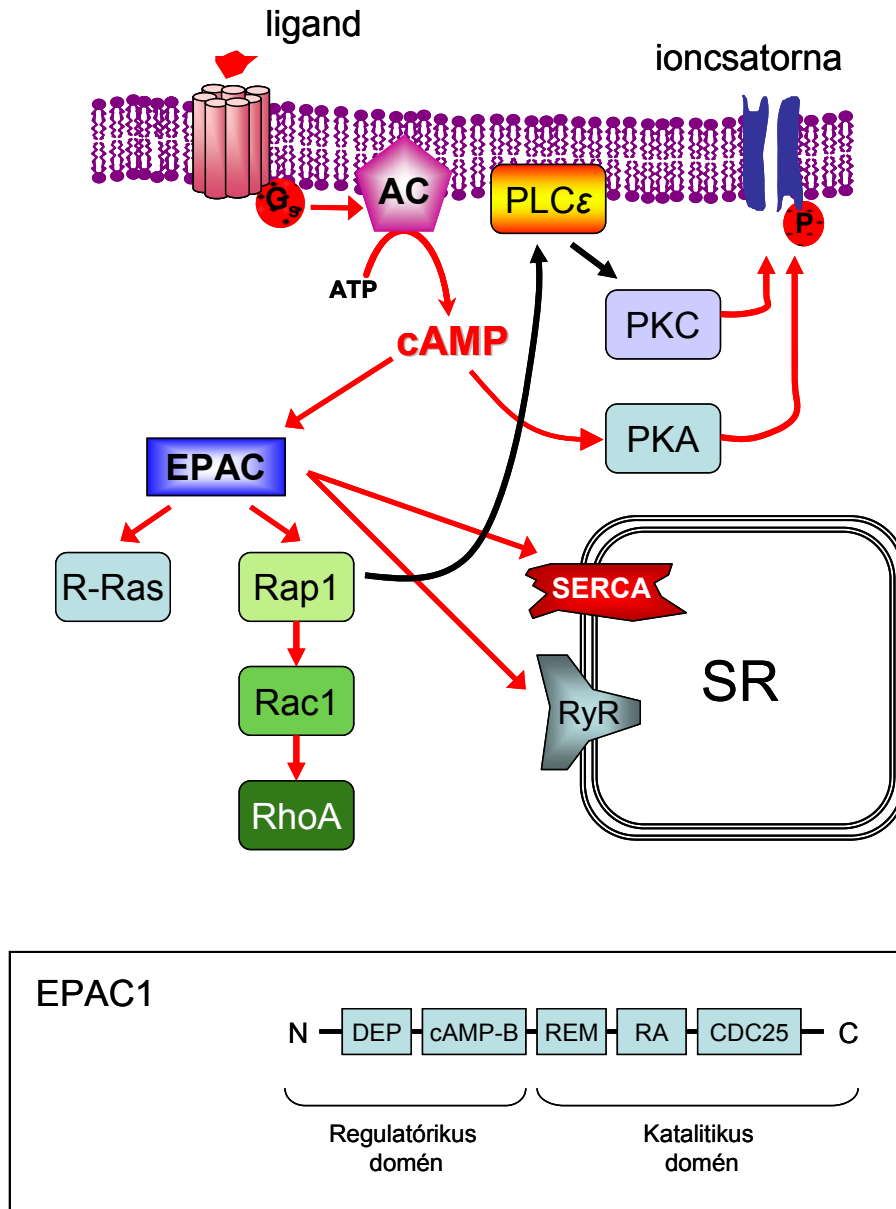 ligand
ioncsatorna
Gs
AC
PLCε
P
ATP
cAMP
PKC
PKA
EPAC
R-Ras
Rap1
SERCA
Rac1
RyR
SR
RhoA
EPAC1
N DEP cAMP-B REM RA CDC25 C
Regulatórikus
domén
Katalitikus
domén